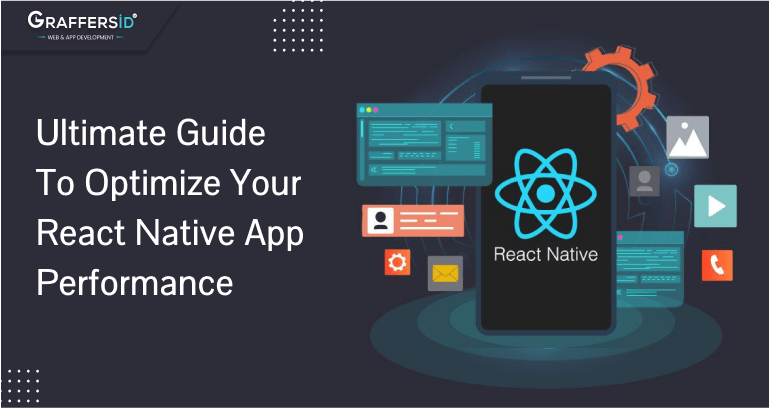 GRAFFERSiD®
WEB & APP DEVELOPMENT
Ultimate Guide
To Optimize Your
React Native App
Performance
React Native